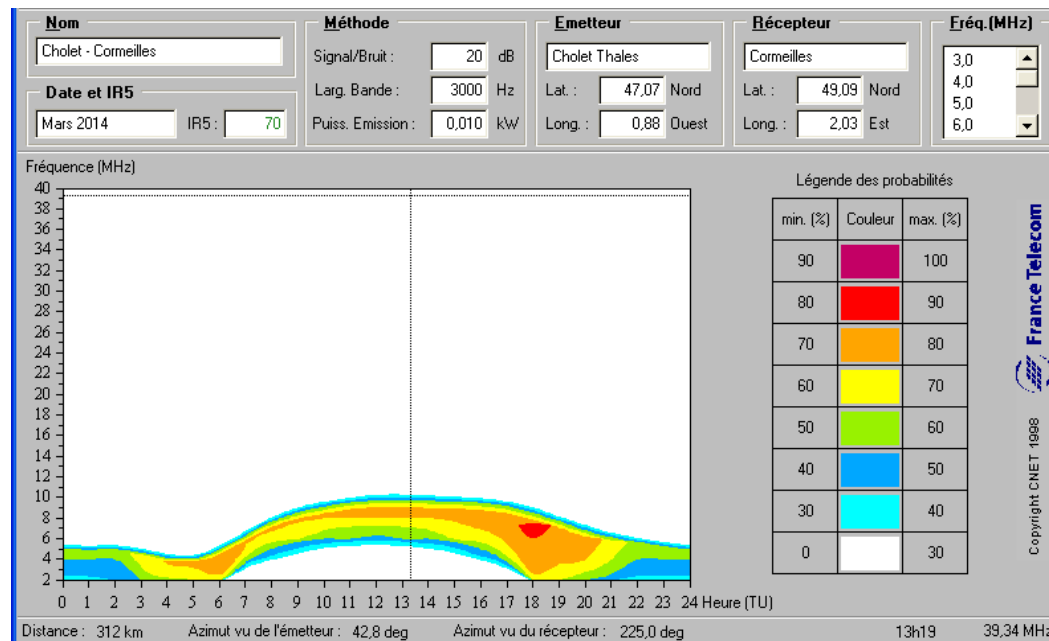 Nom
Cholet - Cormeilles
Date et IR5
Mars 2014 IR5 : 70
Méthode
Signal/Bruit : 20 dB
Larg. Bande : 3000 Hz
Puiss. Emission : 0,010 kW
Emetteur
Cholet Thales
Lat. : 47,07 Nord
Long. : 0,88 Ouest
Récepteur
Cormeilles
Lat. : 49,09 Nord
Long. : 2,03 Est
Fréq.(MHz)
3,0
4,0
5,0
6,0
Fréquence (MHz)
40
38
36
34
32
30
28
26
24
22
20
18
16
14
12
10
8
6
4
2
0 1 2 3 4 5 6 7 8 9 10 11 12 13 14 15 16 17 18 19 20 21 22 23 24 Heure (TU)
Légende des probabilités
min. (%) Couleur max. (%)
90 100
80 90
70 80
60 70
50 60
40 50
30 40
0 30
France Telecom
Copyright CNET 1998
Distance : 312 km Azimut vu de l'émetteur : 42,8 deg Azimut vu du récepteur : 225,0 deg 13h19 39,34 MHz